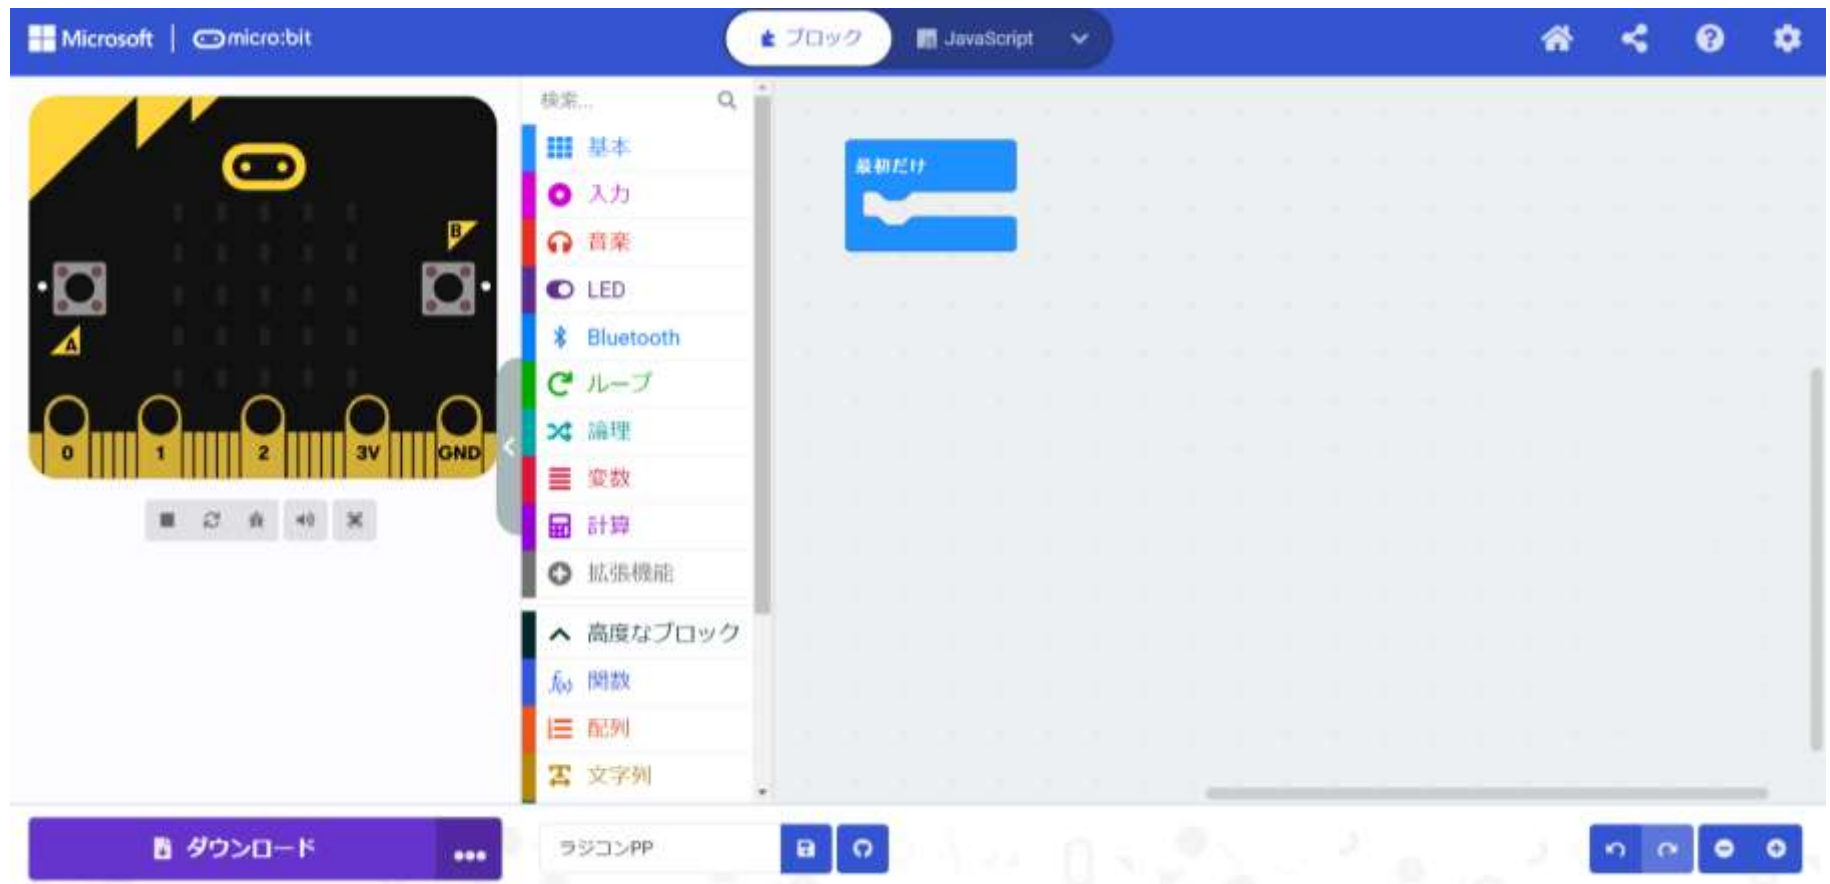 Microsoft | micro:bit
ブロック
JavaScript
B
A
0
1
2
3V
GND
検索...
基本
入力
音楽
LED
Bluetooth
ループ
論理
変数
計算
拡張機能
高度なブロック
f(x) 関数
配列
文字列
最初だけ
ダウンロード
ラジコンPP